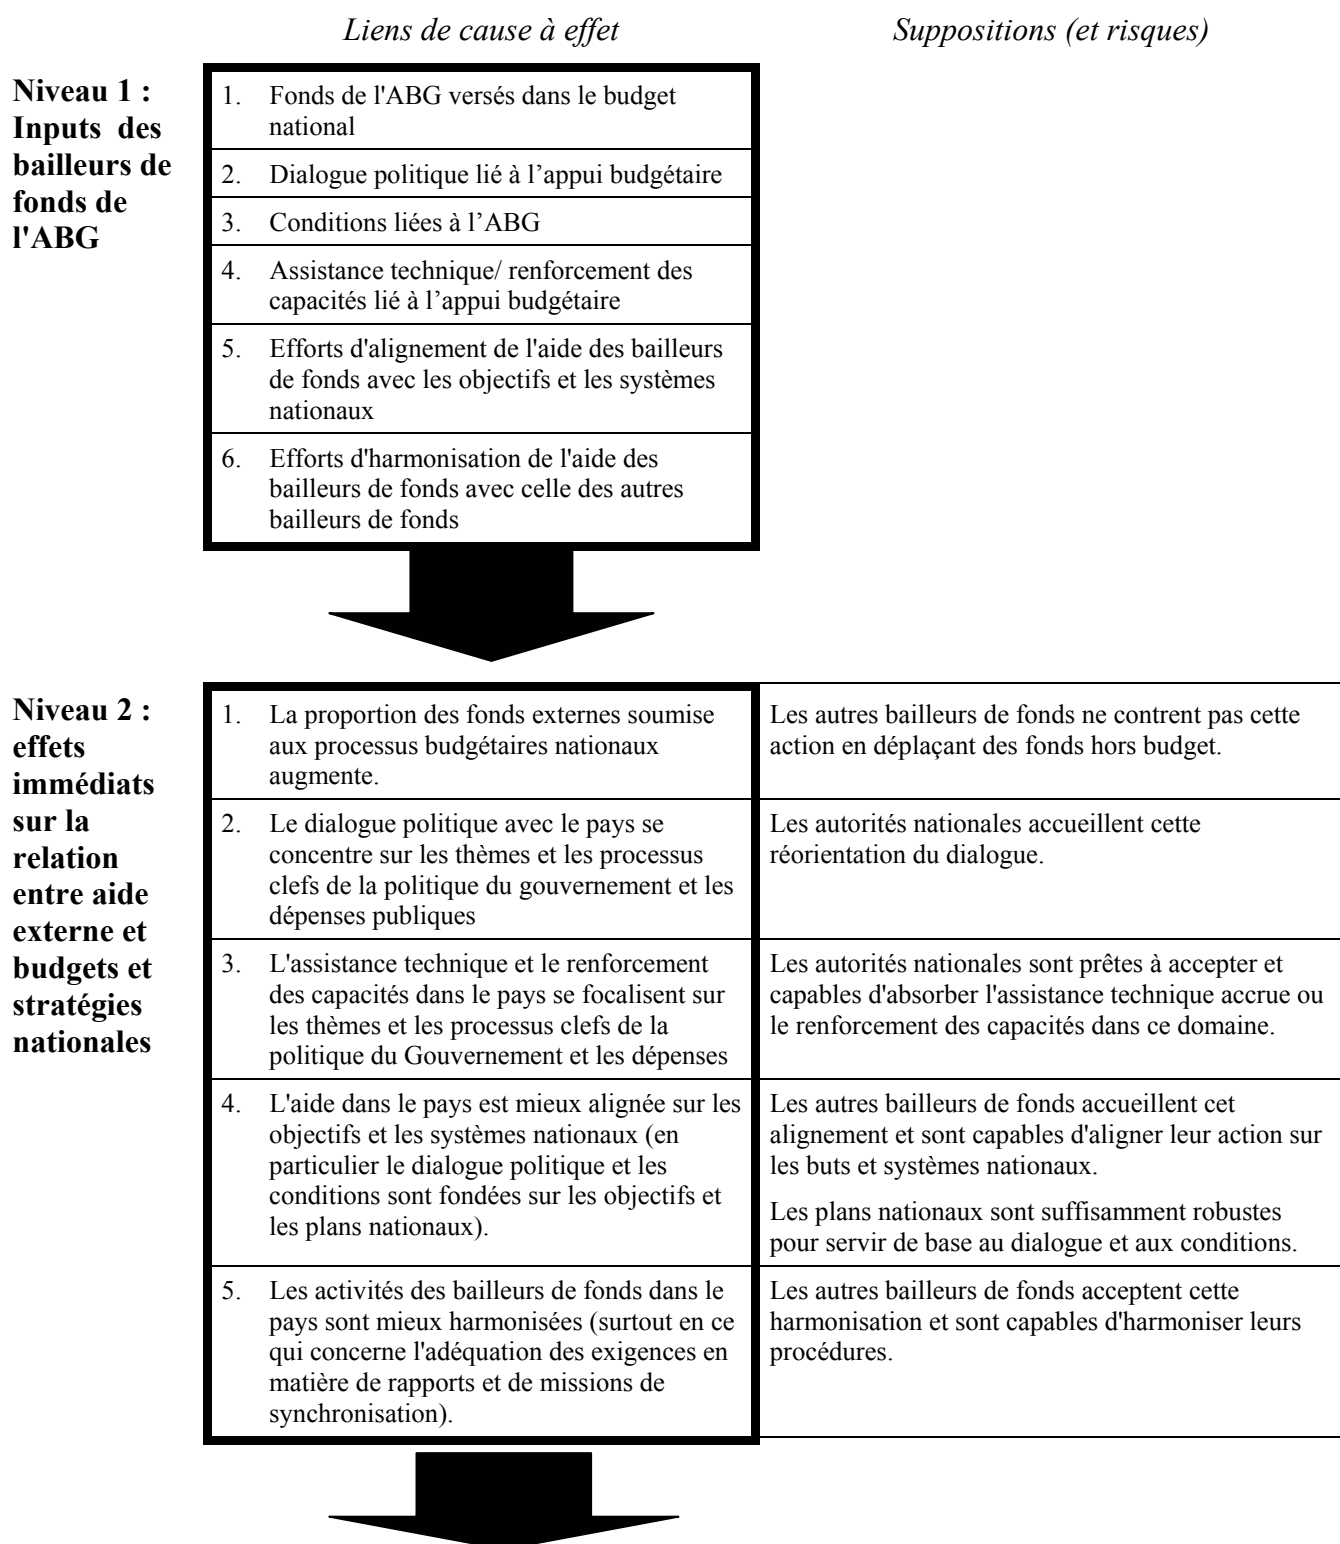 Liens de cause à effet
Suppositions (et risques)
Niveau 1 :
Inputs des
bailleurs de
fonds de
l'ABG
1. Fonds de l'ABG versés dans le budget
national
2. Dialogue politique lié à l’appui budgétaire
3. Conditions liées à l’ABG
4. Assistance technique/ renforcement des
capacités lié à l’appui budgétaire
5. Efforts d'alignement de l'aide des bailleurs
de fonds avec les objectifs et les systèmes
nationaux
6. Efforts d'harmonisation de l'aide des
bailleurs de fonds avec celle des autres
bailleurs de fonds
Niveau 2 :
effets
immédiats
sur la
relation
entre aide
externe et
budgets et
stratégies
nationales
1. La proportion des fonds externes soumise
aux processus budgétaires nationaux
augmente.
Les autres bailleurs de fonds ne contrent pas cette
action en déplaçant des fonds hors budget.
2. Le dialogue politique avec le pays se
concentre sur les thèmes et les processus
clefs de la politique du gouvernement et les
dépenses publiques
Les autorités nationales accueillent cette
réorientation du dialogue.
3. L'assistance technique et le renforcement
des capacités dans le pays se focalisent sur
les thèmes et les processus clefs de la
politique du Gouvernement et les dépenses
Les autorités nationales sont prêtes à accepter et
capables d'absorber l'assistance technique accrue ou
le renforcement des capacités dans ce domaine.
4. L'aide dans le pays est mieux alignée sur les
objectifs et les systèmes nationaux (en
particulier le dialogue politique et les
conditions sont fondées sur les objectifs et
les plans nationaux).
Les autres bailleurs de fonds accueillent cet
alignement et sont capables d'aligner leur action sur
les buts et systèmes nationaux.
Les plans nationaux sont suffisamment robustes
pour servir de base au dialogue et aux conditions.
5. Les activités des bailleurs de fonds dans le
pays sont mieux harmonisées (surtout en ce
qui concerne l'adéquation des exigences en
matière de rapports et de missions de
synchronisation).
Les autres bailleurs de fonds acceptent cette
harmonisation et sont capables d'harmoniser leurs
procédures.